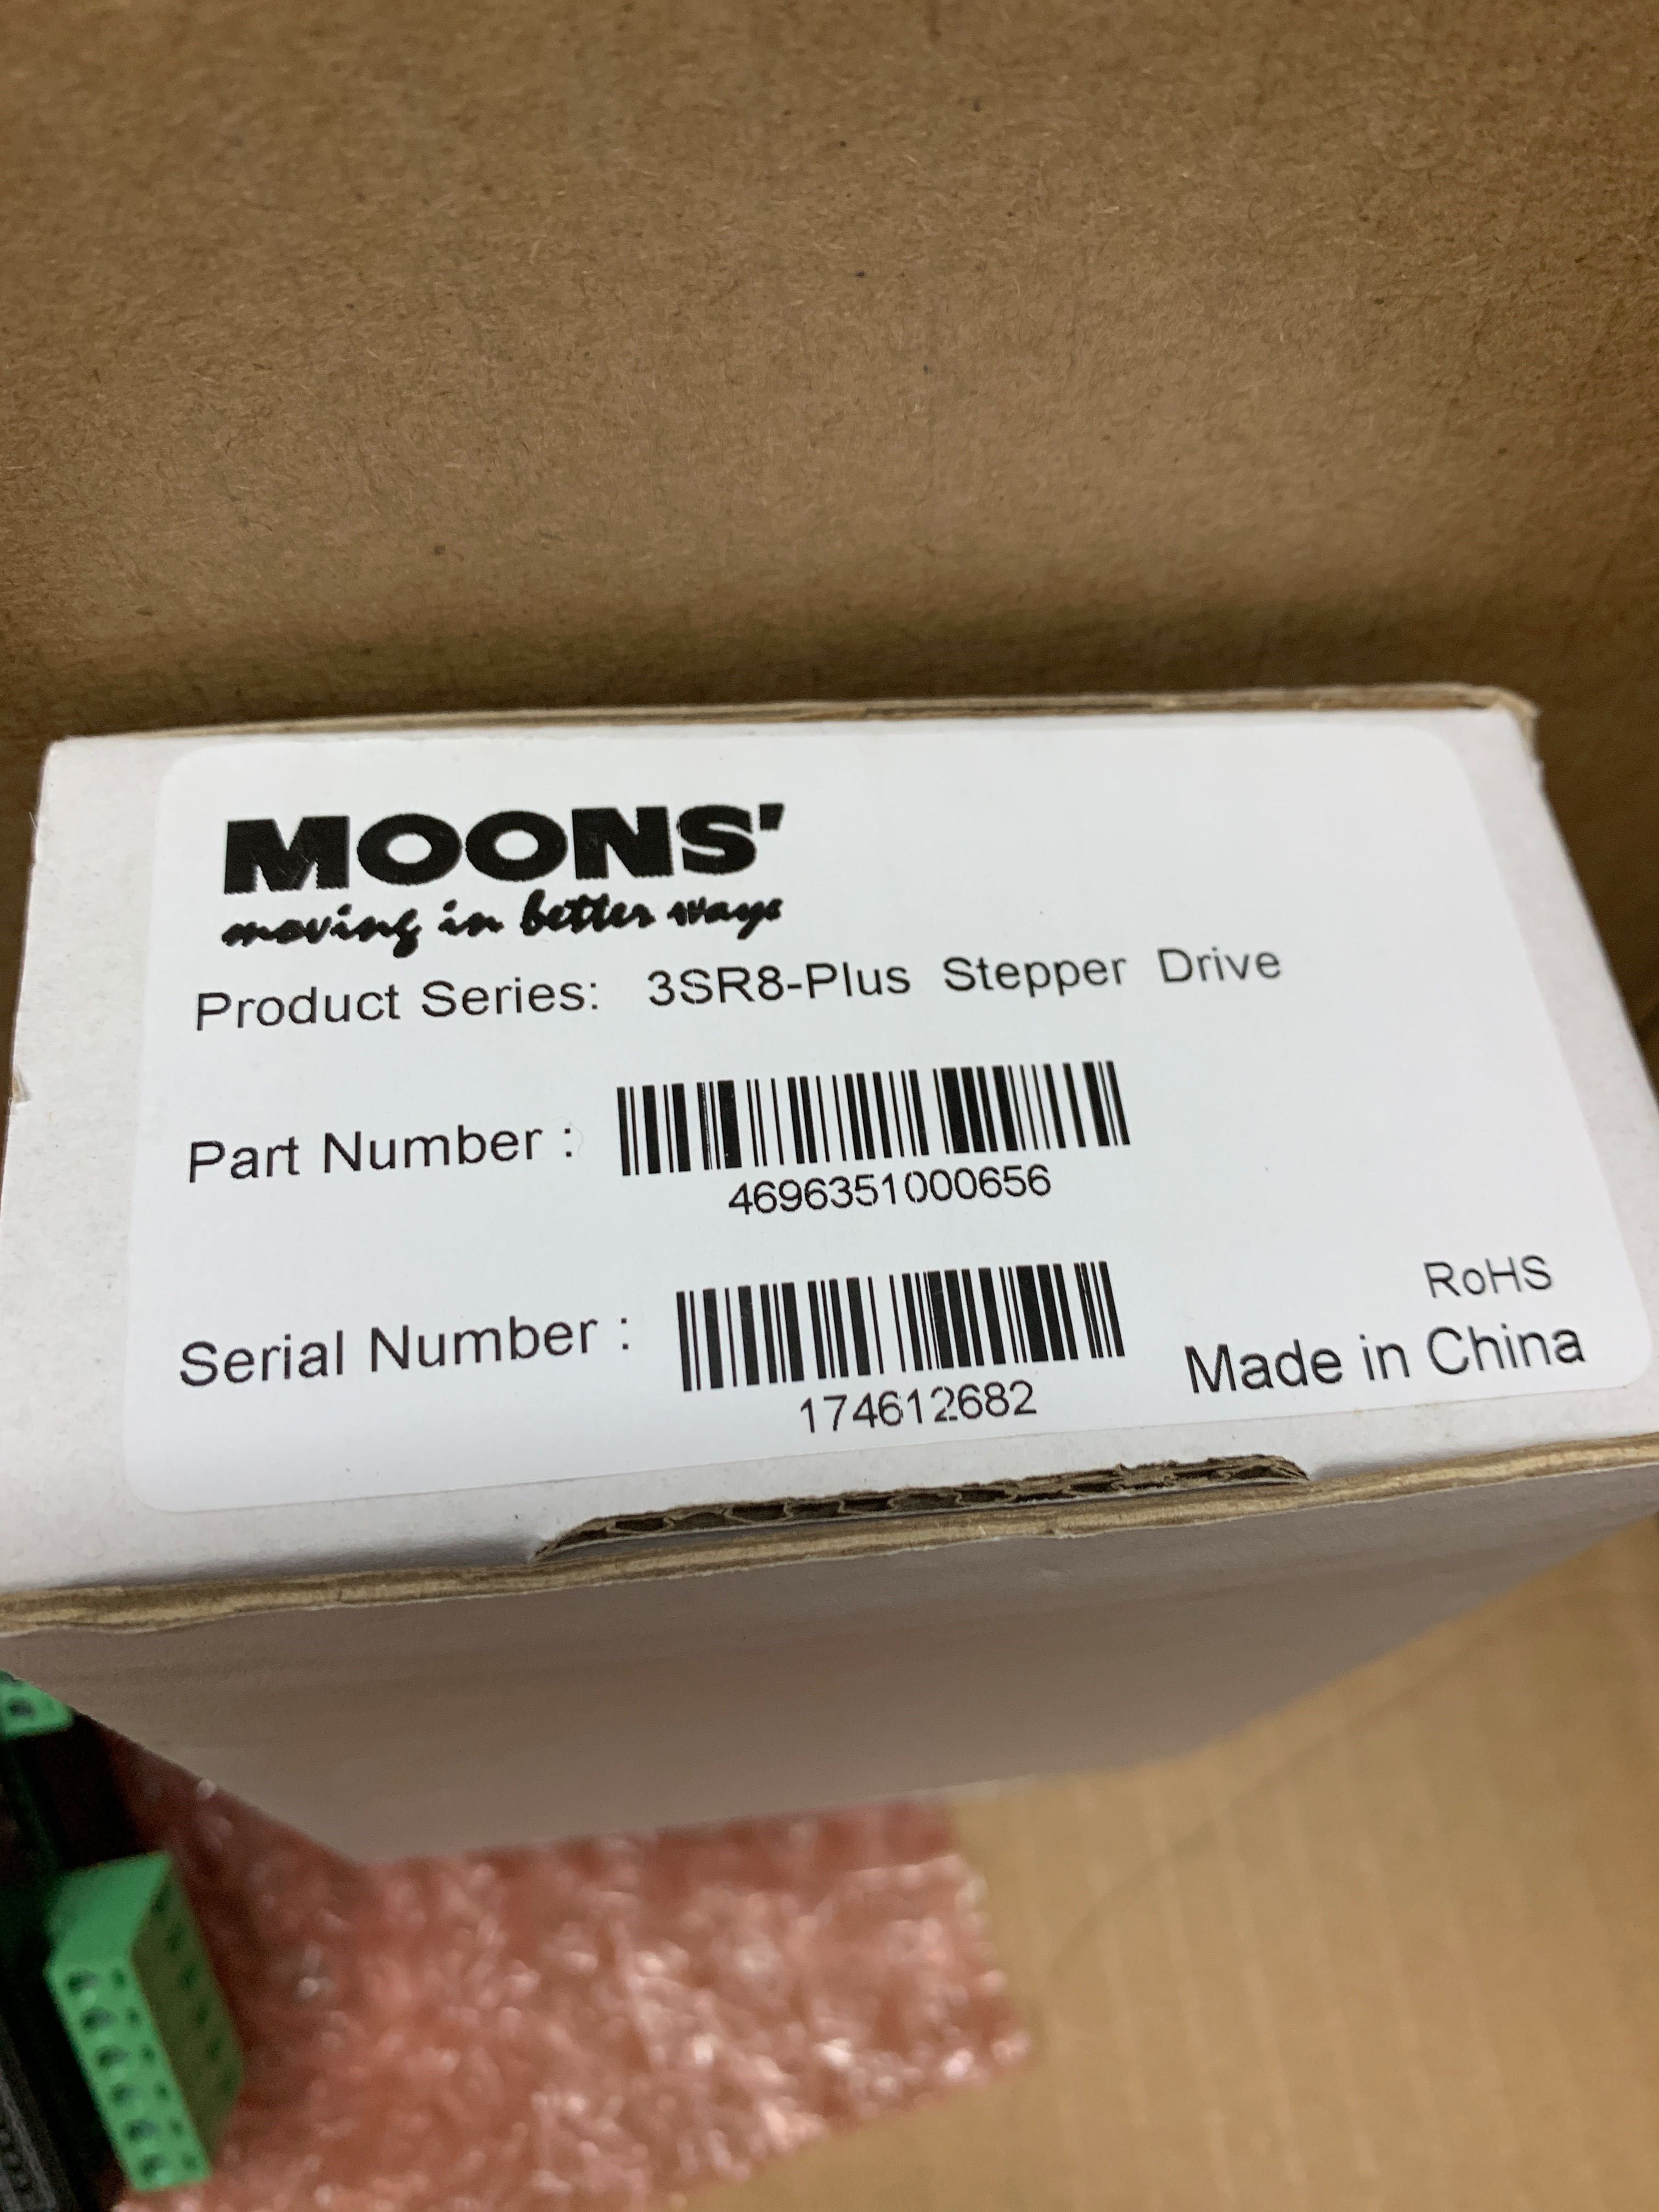 MOONS'
moving in better ways
Product Series: 3SR8-Plus Stepper Drive
Part Number :
4696351000656
Serial Number :
174612682
RoHS
Made in China